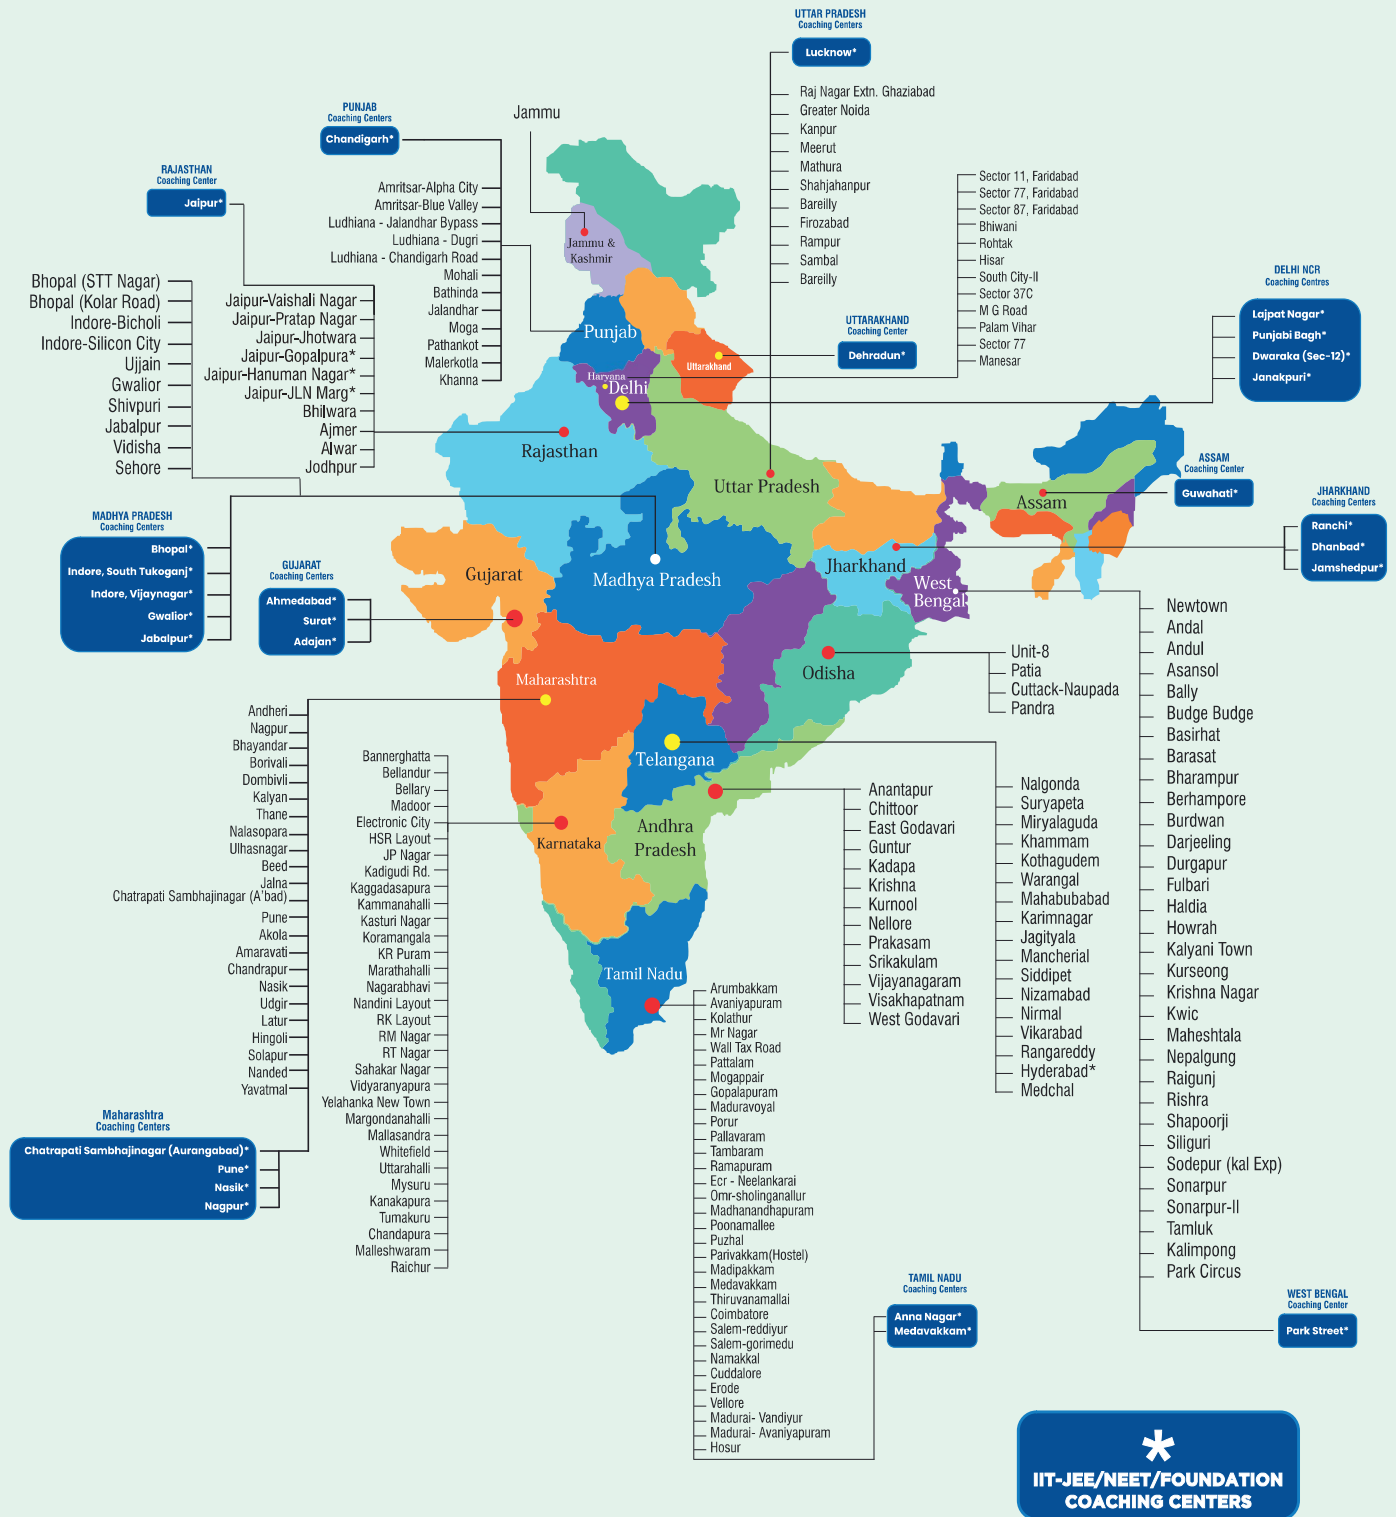 UTTAR PRADESH
Coaching Centers
Lucknow*
Raj Nagar Extn. Ghaziabad
Greater Noida
Kanpur
Meerut
Mathura
Shahjahanpur
Bareilly
Firozabad
Rampur
Sambal
Bareilly
PUNJAB
Coaching Centers
Chandigarh*
Amritsar-Alpha City
Amritsar-Blue Valley
Ludhiana - Jalandhar Bypass
Ludhiana - Dugri
Ludhiana - Chandigarh Road
Mohali
Bathinda
Jalandhar
Moga
Pathankot
Malerkotla
Khanna
Jammu
RAJASTHAN
Coaching Center
Jaipur*
Jaipur-Vaishali Nagar
Jaipur-Pratap Nagar
Jaipur-Jhotwara
Jaipur-Gopalpura*
Jaipur-Hanuman Nagar*
Jaipur-JLN Marg*
Bhilwara
Ajmer
Alwar
Jodhpur
Bhopal (STT Nagar)
Bhopal (Kolar Road)
Indore-Bicholi
Indore-Silicon City
Ujjain
Gwalior
Shivpuri
Jabalpur
Vidisha
Sehore
Sector 11, Faridabad
Sector 77, Faridabad
Sector 87, Faridabad
Bhiwani
Rohtak
Hisar
South City-II
Sector 37C
M G Road
Palam Vihar
Sector 77
Manesar
DELHI NCR
Coaching Centres
Lajpat Nagar*
Punjabi Bagh*
Dwaraka (Sec-12)*
Janakpuri*
UTTARAKHAND
Coaching Center
Dehradun*
Jammu &
Kashmir
Punjab
Uttarakhand
Haryana
Delhi
Rajasthan
Uttar Pradesh
Assam
Gujarat
Madhya Pradesh
Jharkhand
West
Bengal
Maharashtra
Odisha
Telangana
Karnataka
Andhra
Pradesh
Tamil Nadu
ASSAM
Coaching Center
Guwahati*
JHARKHAND
Coaching Centers
Ranchi*
Dhanbad*
Jamshedpur*
MADHYA PRADESH
Coaching Centers
Bhopal*
Indore, South Tukoganj*
Indore, Vijaynagar*
Gwalior*
Jabalpur*
GUJARAT
Coaching Centers
Ahmedabad*
Surat*
Adajan*
Unit-8
Patia
Cuttack-Naupada
Pandra
Newtown
Andal
Andul
Asansol
Bally
Budge Budge
Basirhat
Barasat
Bharampur
Berhampore
Burdwan
Darjeeling
Durgapur
Fulbari
Haldia
Howrah
Kalyani Town
Kurseong
Krishna Nagar
Kwic
Maheshtala
Nepalgung
Raigunj
Rishra
Shapoorji
Siliguri
Sodepur (kal Exp)
Sonarpur
Sonarpur-II
Tamluk
Kalimpong
Park Circus
WEST BENGAL
Coaching Center
Park Street*
Andheri
Nagpur
Bhayandar
Borivali
Dombivli
Kalyan
Thane
Nalasopara
Ulhasnagar
Beed
Jalna
Chatrapati Sambhajinagar (A'bad)
Pune
Akola
Amaravati
Chandrapur
Nasik
Udgir
Latur
Hingoli
Solapur
Nanded
Yavatmal
Maharashtra
Coaching Centers
Chatrapati Sambhajinagar (Aurangabad)*
Pune*
Nasik*
Nagpur*
Bannerghatta
Bellandur
Bellary
Madoor
Electronic City
HSR Layout
JP Nagar
Kadigudi Rd.
Kaggadasapura
Kammanahalli
Kasturi Nagar
Koramangala
KR Puram
Marathahalli
Nagarabhavi
Nandini Layout
RK Layout
RM Nagar
RT Nagar
Sahakar Nagar
Vidyaranyapura
Yelahanka New Town
Margondanahalli
Mallasandra
Whitefield
Uttarahalli
Mysuru
Kanakapura
Tumakuru
Chandapura
Malleshwaram
Raichur
Anantapur
Chittoor
East Godavari
Guntur
Kadapa
Krishna
Kurnool
Nellore
Prakasam
Srikakulam
Vijayanagaram
Visakhapatnam
West Godavari
Nalgonda
Suryapeta
Miryalaguda
Khammam
Kothagudem
Warangal
Mahabubabad
Karimnagar
Jagityala
Mancherial
Siddipet
Nizamabad
Nirmal
Vikarabad
Rangareddy
Hyderabad*
Medchal
Arumbakkam
Avaniyapuram
Kolathur
Mr Nagar
Wall Tax Road
Pattalam
Mogappair
Gopalapuram
Maduravoyal
Porur
Pallavaram
Tambaram
Ramapuram
Ecr - Neelankarai
Omr-sholinganallur
Madhanandhapuram
Poonamallee
Puzhal
Parivakkam(Hostel)
Madipakkam
Medavakkam
Thiruvanamallai
Coimbatore
Salem-reddiyur
Salem-gorimedu
Namakkal
Cuddalore
Erode
Vellore
Madurai- Vandiyur
Madurai- Avaniyapuram
Hosur
TAMIL NADU
Coaching Centers
Anna Nagar*
Medavakkam*
*
IIT-JEE/NEET/FOUNDATION
COACHING CENTERS